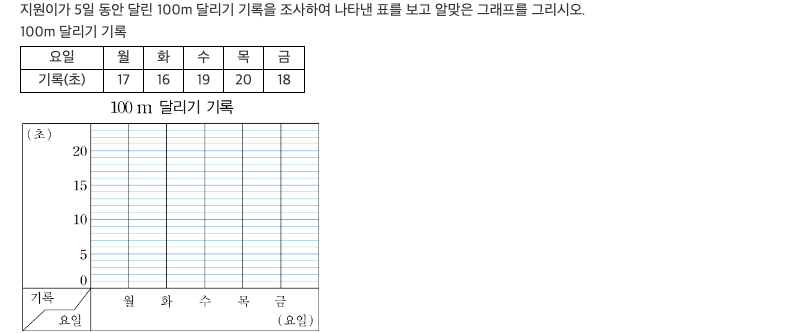 지원이가 5일 동안 달린 100m 달리기 기록을 조사하여 나타낸 표를 보고 알맞은 그래프를 그리시오.
100m 달리기 기록
요일 월 화 수 목 금
기록(초) 17 16 19 20 18
100 m 달리기 기록
(초)
20
15
10
5
0
기록 월 화 수 목 금
요일 (요일)